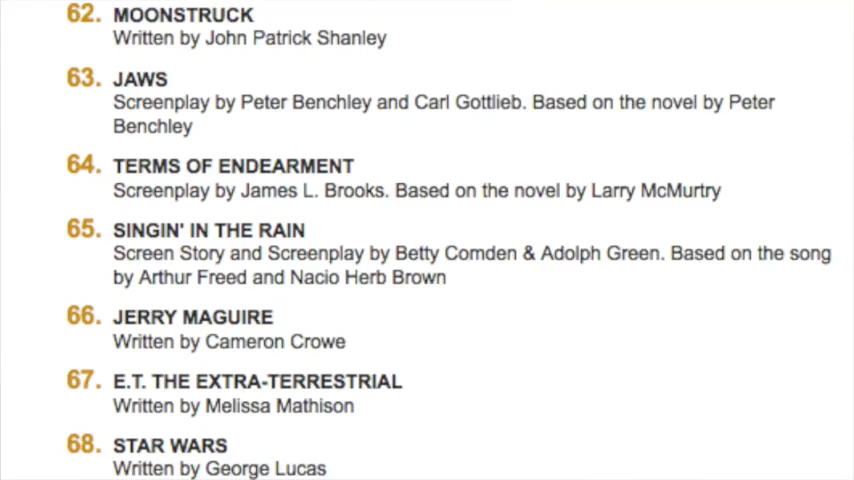 62. MOONSTRUCK
Written by John Patrick Shanley
63. JAWS
Screenplay by Peter Benchley and Carl Gottlieb. Based on the novel by Peter
Benchley
64. TERMS OF ENDEARMENT
Screenplay by James L. Brooks. Based on the novel by Larry McMurtry
65. SINGIN' IN THE RAIN
Screen Story and Screenplay by Betty Comden & Adolph Green. Based on the song
by Arthur Freed and Nacio Herb Brown
66. JERRY MAGUIRE
Written by Cameron Crowe
67. E.T. THE EXTRA-TERRESTRIAL
Written by Melissa Mathison
68. STAR WARS
Written by George Lucas